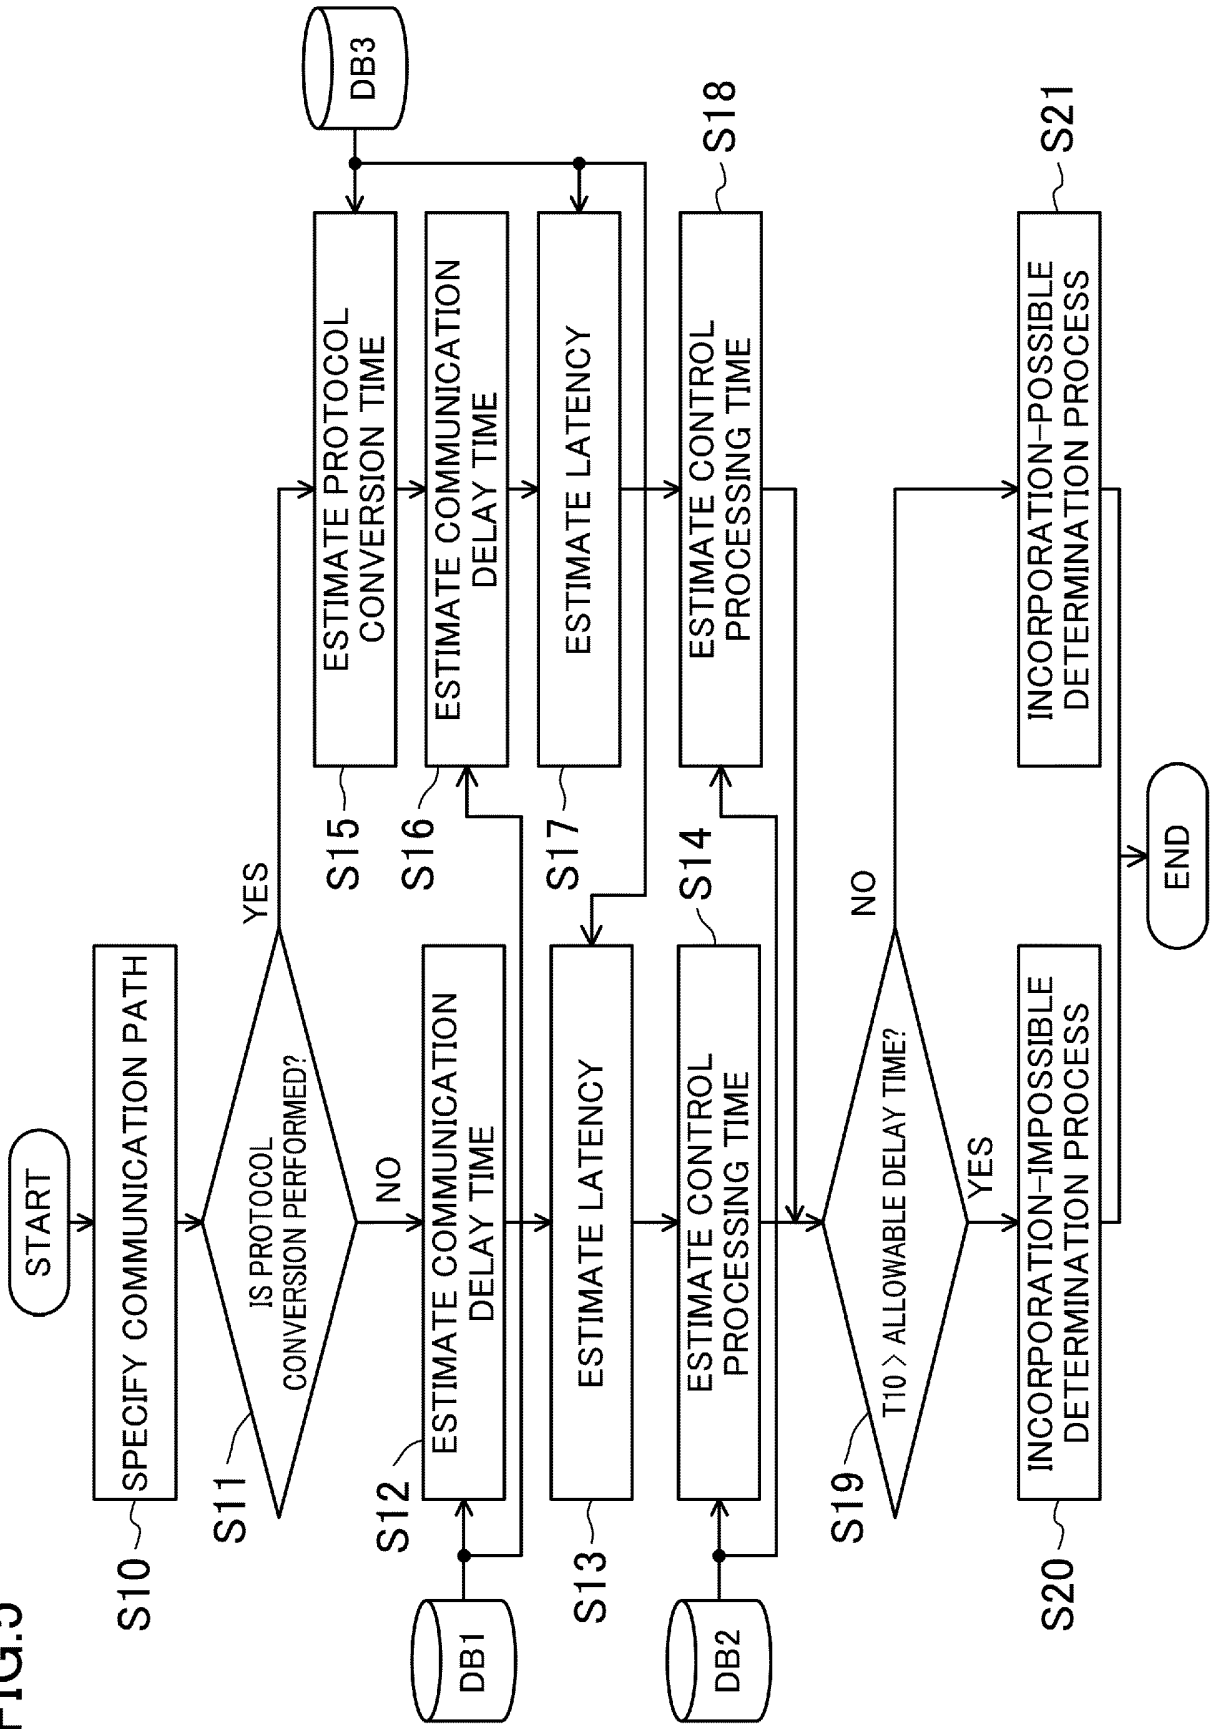 FIG.5
START
S10
SPECIFY COMMUNICATION PATH
S11
IS PROTOCOL
CONVERSION PERFORMED?
YES
NO
DB1
S12
ESTIMATE COMMUNICATION
DELAY TIME
S13
ESTIMATE LATENCY
DB2
S14
ESTIMATE CONTROL
PROCESSING TIME
DB3
S15
ESTIMATE PROTOCOL
CONVERSION TIME
S16
ESTIMATE COMMUNICATION
DELAY TIME
S17
ESTIMATE LATENCY
S18
ESTIMATE CONTROL
PROCESSING TIME
S19
T10 > ALLOWABLE DELAY TIME?
NO
YES
S20
INCORPORATION-IMPOSSIBLE
DETERMINATION PROCESS
S21
INCORPORATION-POSSIBLE
DETERMINATION PROCESS
END